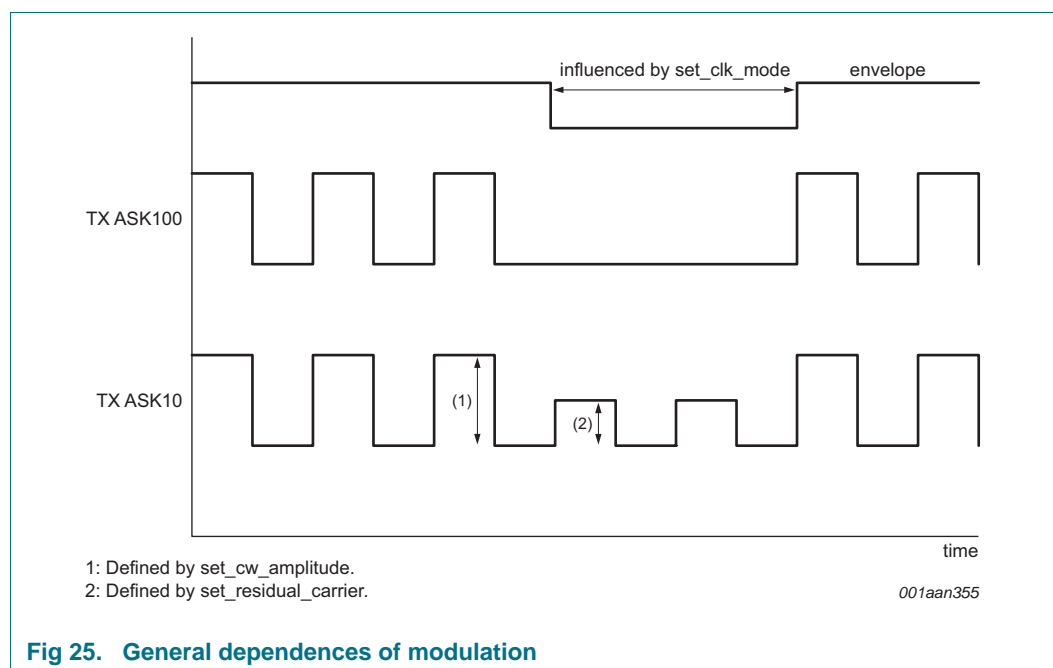 influenced by set_clk_mode
envelope
TX ASK100
TX ASK10
(1)
(2)
time
1: Defined by set_cw_amplitude.
2: Defined by set_residual_carrier.
001aan355
Fig 25. General dependences of modulation